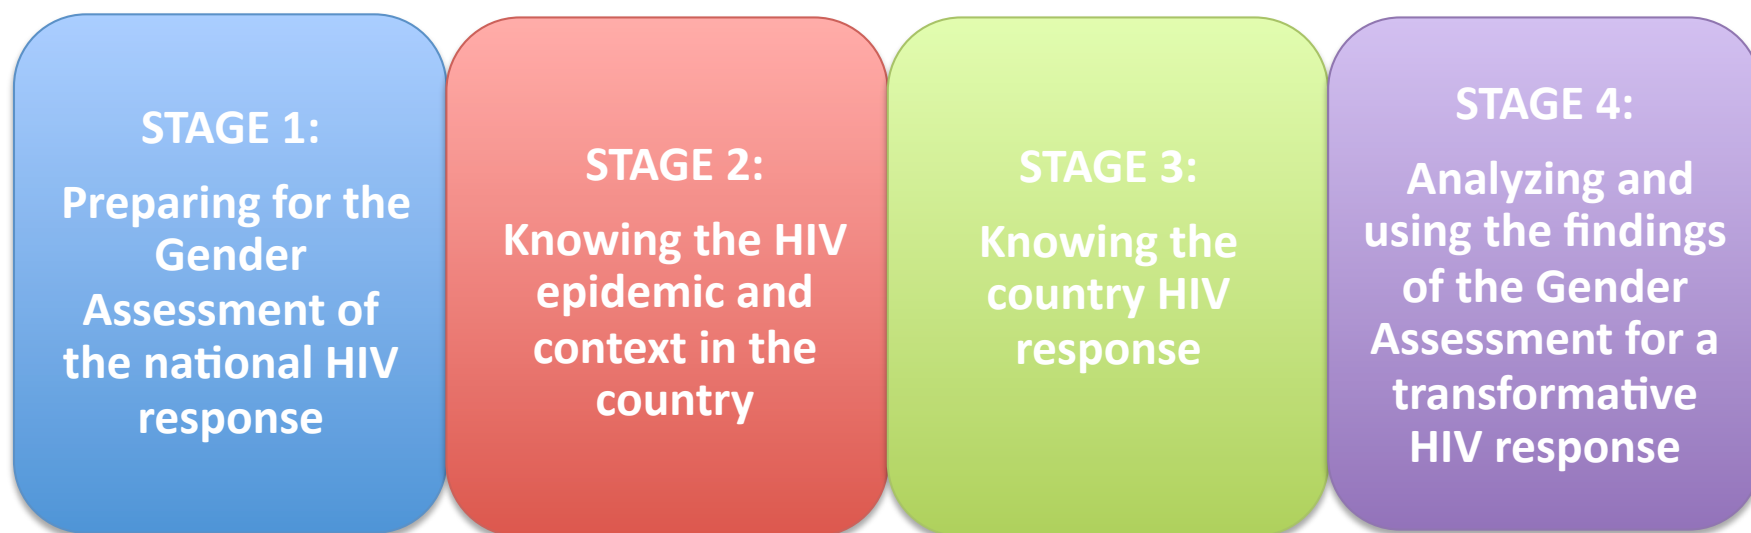 STAGE 1:
Preparing for the
Gender
Assessment of
the national HIV
response
STAGE 2:
Knowing the HIV
epidemic and
context in the
country
STAGE 3:
Knowing the
country HIV
response
STAGE 4:
Analyzing and
using the findings
of the Gender
Assessment for a
transformative
HIV response